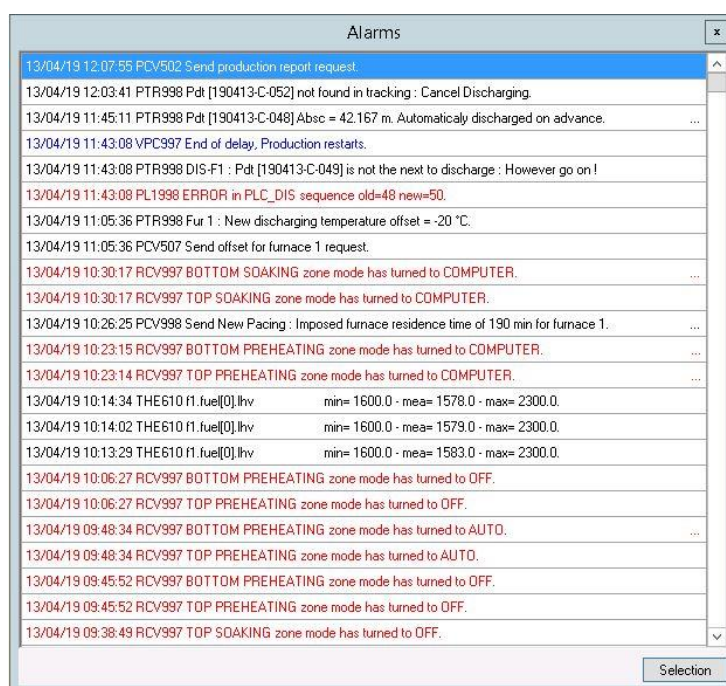 Alarms
x
13/04/19 12:07:55 PCV502 Send production report request.
13/04/19 12:03:41 PTR998 Pdt [190413-C-052] not found in tracking : Cancel Discharging.
13/04/19 11:45:11 PTR998 Pdt [190413-C-048] Absc = 42.167 m. Automaticaly discharged on advance. ...
13/04/19 11:43:08 VPC997 End of delay, Production restarts.
13/04/19 11:43:08 PTR998 DIS-F1 : Pdt [190413-C-049] is not the next to discharge : However go on !
13/04/19 11:43:08 PL1998 ERROR in PLC_DIS sequence old=48 new=50.
13/04/19 11:05:36 PTR998 Fur 1 : New discharging temperature offset = -20 °C.
13/04/19 11:05:36 PCV507 Send offset for furnace 1 request.
13/04/19 10:30:17 RCV997 BOTTOM SOAKING zone mode has turned to COMPUTER. ...
13/04/19 10:30:17 RCV997 TOP SOAKING zone mode has turned to COMPUTER.
13/04/19 10:26:25 PCV998 Send New Pacing : Imposed furnace residence time of 190 min for furnace 1. ...
13/04/19 10:23:15 RCV997 BOTTOM PREHEATING zone mode has turned to COMPUTER. ...
13/04/19 10:23:14 RCV997 TOP PREHEATING zone mode has turned to COMPUTER. ...
13/04/19 10:14:34 THE610 f1.fuel[0].lhv min= 1600.0 - mea= 1578.0 - max= 2300.0.
13/04/19 10:14:02 THE610 f1.fuel[0].lhv min= 1600.0 - mea= 1579.0 - max= 2300.0.
13/04/19 10:13:29 THE610 f1.fuel[0].lhv min= 1600.0 - mea= 1583.0 - max= 2300.0.
13/04/19 10:06:27 RCV997 BOTTOM PREHEATING zone mode has turned to OFF.
13/04/19 10:06:27 RCV997 TOP PREHEATING zone mode has turned to OFF.
13/04/19 09:48:34 RCV997 BOTTOM PREHEATING zone mode has turned to AUTO. ...
13/04/19 09:48:34 RCV997 TOP PREHEATING zone mode has turned to AUTO.
13/04/19 09:45:52 RCV997 BOTTOM PREHEATING zone mode has turned to OFF.
13/04/19 09:45:52 RCV997 TOP PREHEATING zone mode has turned to OFF.
13/04/19 09:38:49 RCV997 TOP SOAKING zone mode has turned to OFF.
Selection